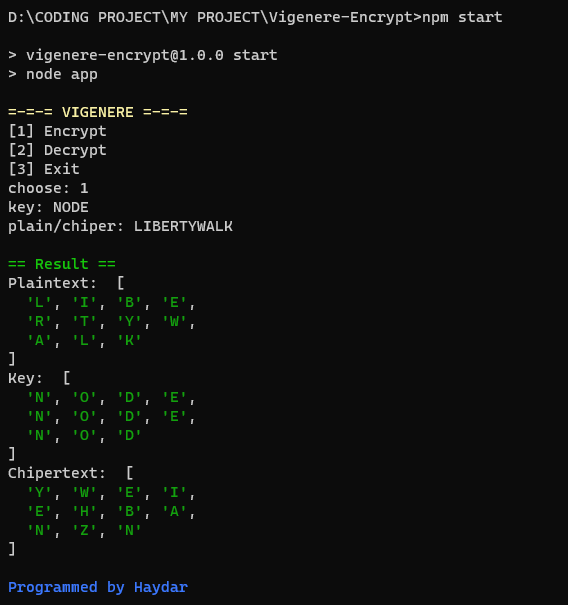 D:\CODING PROJECT\MY PROJECT\Vigenere-Encrypt>npm start
> vigenere-encrypt@1.0.0 start
> node app
=-=-= VIGENERE =-=-=
[1] Encrypt
[2] Decrypt
[3] Exit
choose: 1
key: NODE
plain/chiper: LIBERTYWALK
== Result ==
Plaintext:  [
  'L', 'I', 'B', 'E',
  'R', 'T', 'Y', 'W',
  'A', 'L', 'K'
]
Key:  [
  'N', 'O', 'D', 'E',
  'N', 'O', 'D', 'E',
  'N', 'O', 'D'
]
Chipertext:  [
  'Y', 'W', 'E', 'I',
  'E', 'H', 'B', 'A',
  'N', 'Z', 'N'
]
Programmed by Haydar